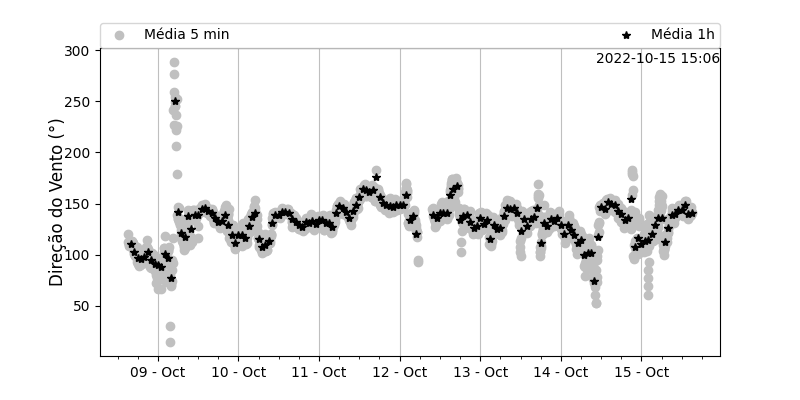 Média 5 min
Média 1h
2022-10-15 15:06
Direção do Vento (°)
300
250
200
150
100
50
09 - Oct
10 - Oct
11 - Oct
12 - Oct
13 - Oct
14 - Oct
15 - Oct